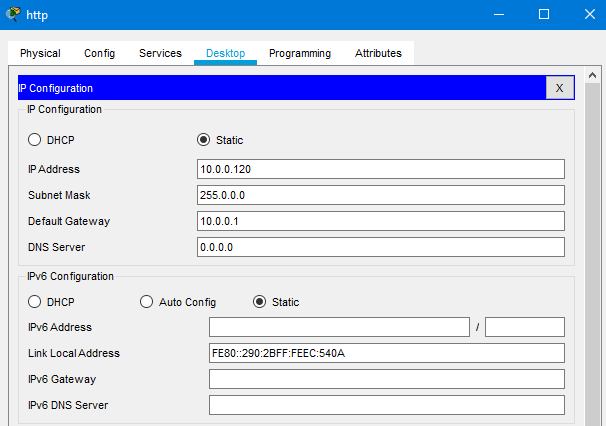 http
Physical Config Services Desktop Programming Attributes
IP Configuration X
IP Configuration
DHCP Static
IP Address 10.0.0.120
Subnet Mask 255.0.0.0
Default Gateway 10.0.0.1
DNS Server 0.0.0.0
IPv6 Configuration
DHCP Auto Config Static
IPv6 Address /
Link Local Address FE80::290:2BFF:FEEC:540A
IPv6 Gateway
IPv6 DNS Server